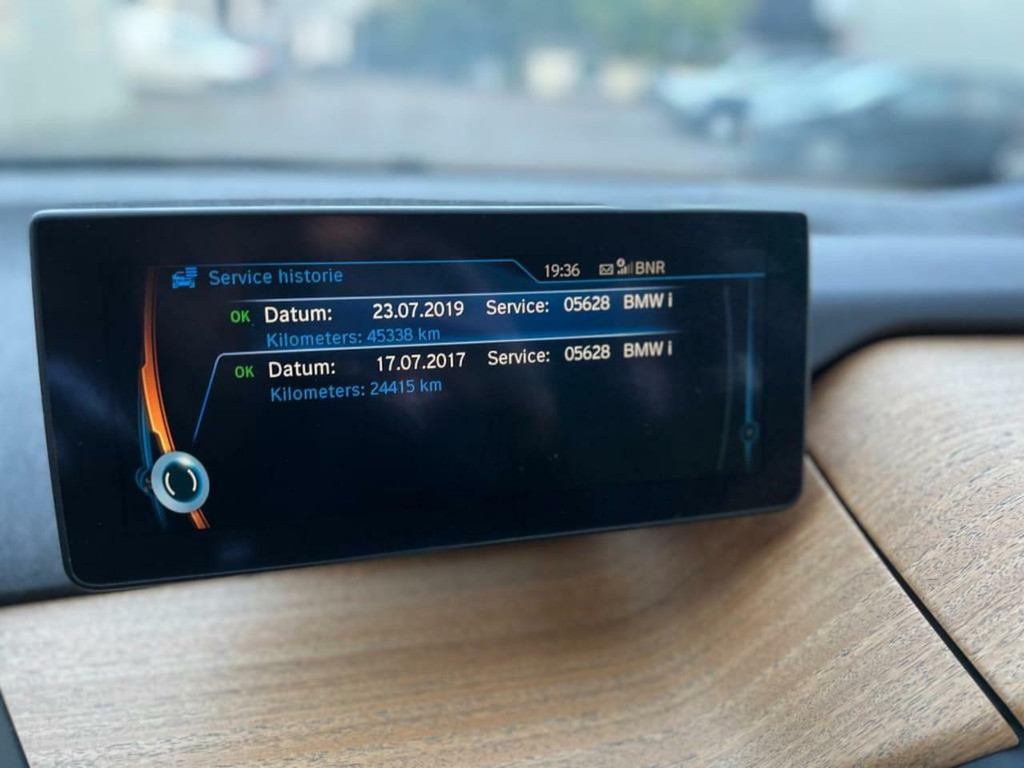 Service historie 19:36 BNR
OK Datum: 23.07.2019 Service: 05628 BMW i
Kilometers: 45338 km
OK Datum: 17.07.2017 Service: 05628 BMW i
Kilometers: 24415 km